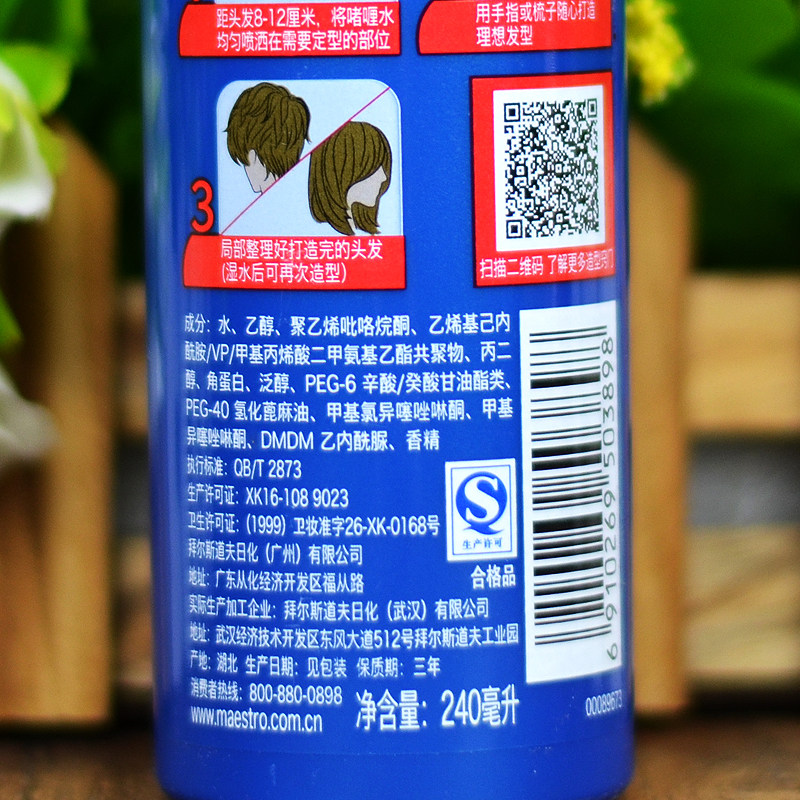 距头发8-12厘米，将啫喱水
均匀喷洒在需要定型的部位
用手指或梳子随心打造
理想发型
3
局部整理好打造完的头发
(湿水后可再次造型)
扫描二维码 了解更多造型窍门
成分：水、乙醇、聚乙烯吡咯烷酮、乙烯基己内
酰胺/VP/甲基丙烯酸二甲氨基乙酯共聚物、丙二
醇、角蛋白、泛醇、PEG-6 辛酸/癸酸甘油酯类、
PEG-40 氢化蓖麻油、甲基氯异噻唑啉酮、甲基
异噻唑啉酮、DMDM 乙内酰脲、香精
执行标准：QB/T 2873
生产许可证：XK16-108 9023
卫生许可证：(1999）卫妆准字26-XK-0168号
拜尔斯道夫日化（广州）有限公司
地址：广东从化经济开发区福从路
实际生产加工企业：拜尔斯道夫日化（武汉）有限公司
地址：武汉经济技术开发区东风大道512号拜尔斯道夫工业园
产地：湖北 生产日期：见包装 保质期：三年
消费者热线：800-880-0898
www.maestro.com.cn
净含量：240毫升
生产许可
合格品
6 910269 503898
00089673